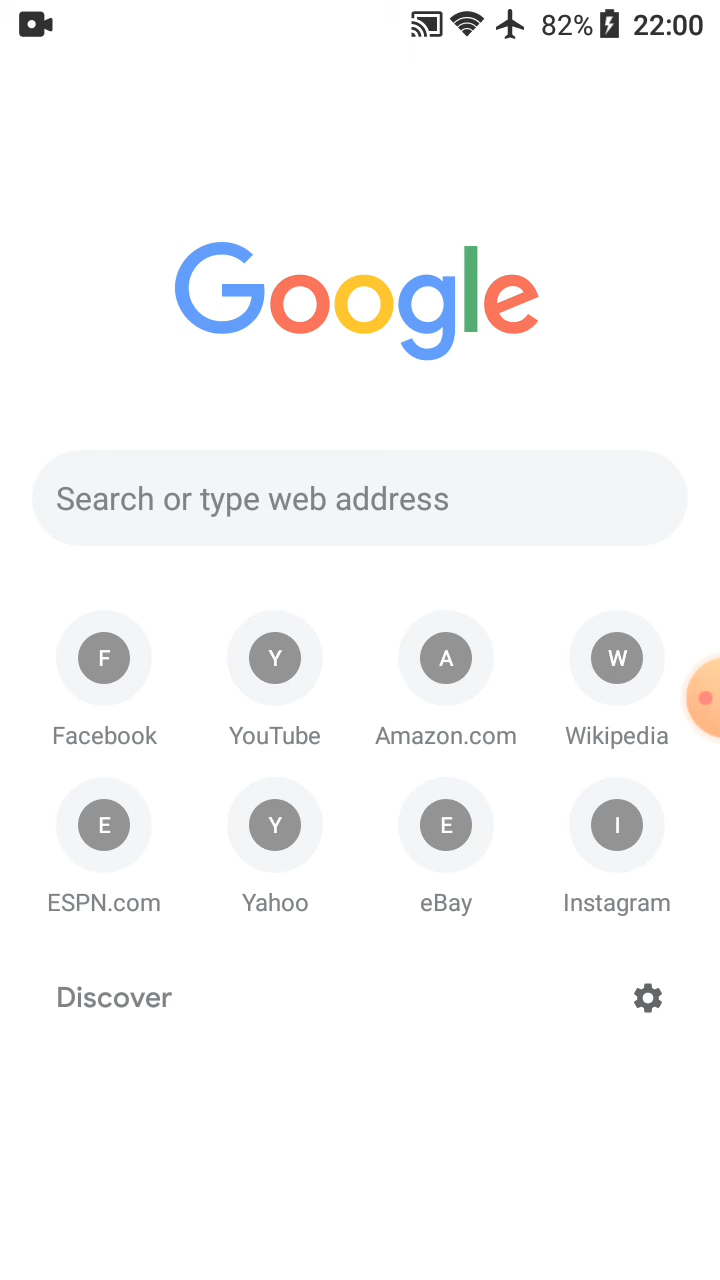 82% 22:00
Google
Search or type web address
F Y A W
Facebook YouTube Amazon.com Wikipedia
E Y E I
ESPN.com Yahoo eBay Instagram
Discover